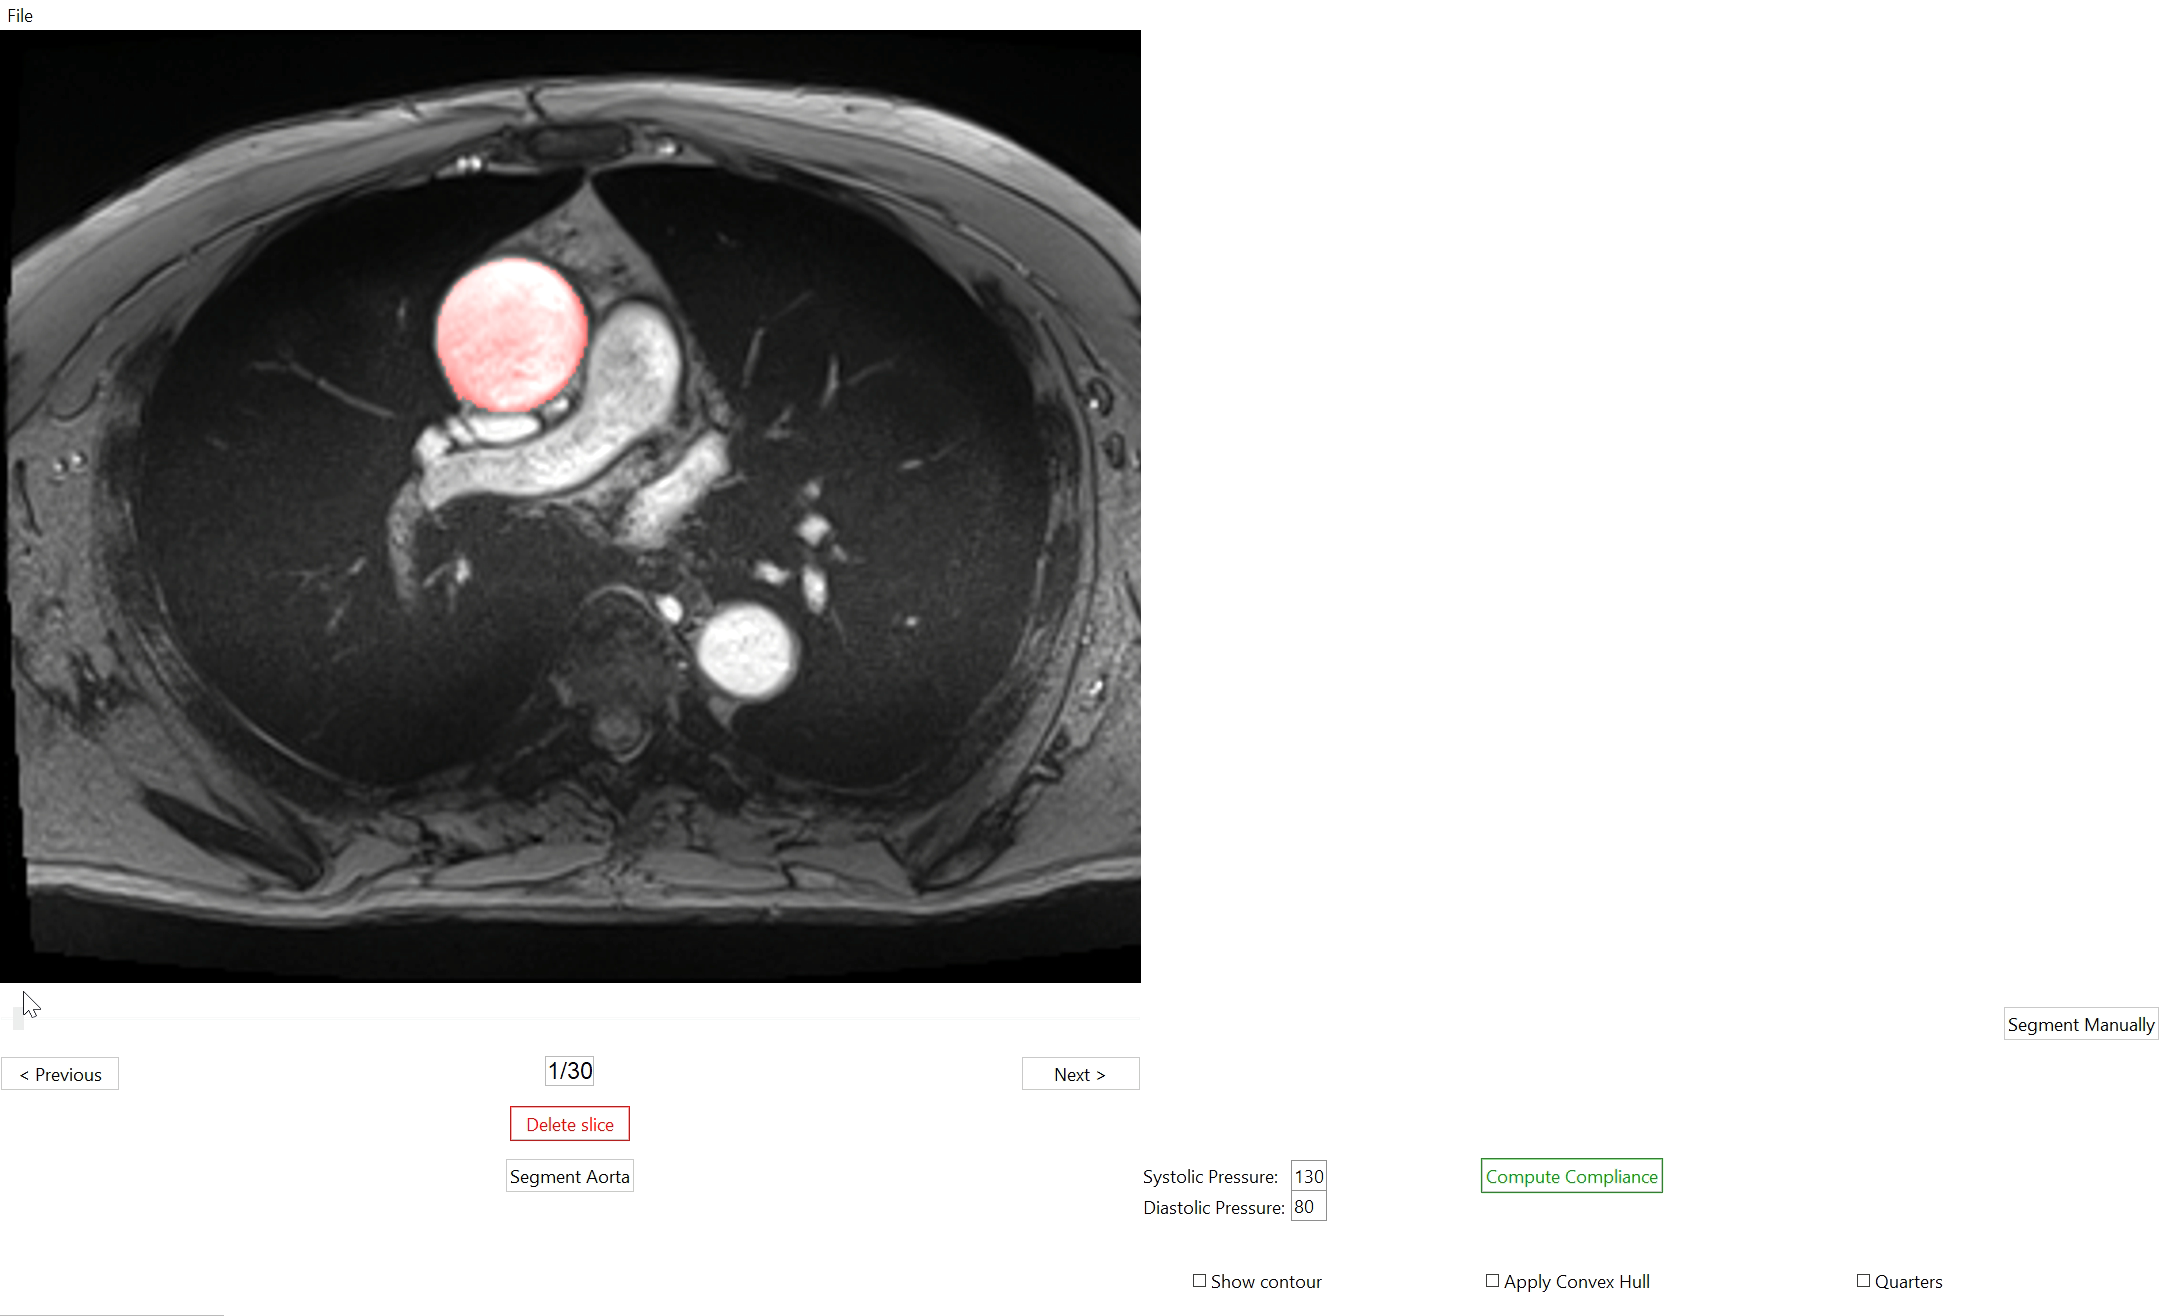 File
Segment Manually
< Previous
1/30
Next >
Delete slice
Segment Aorta
Systolic Pressure: 130
Compute Compliance
Diastolic Pressure: 80
Show contour
Apply Convex Hull
Quarters